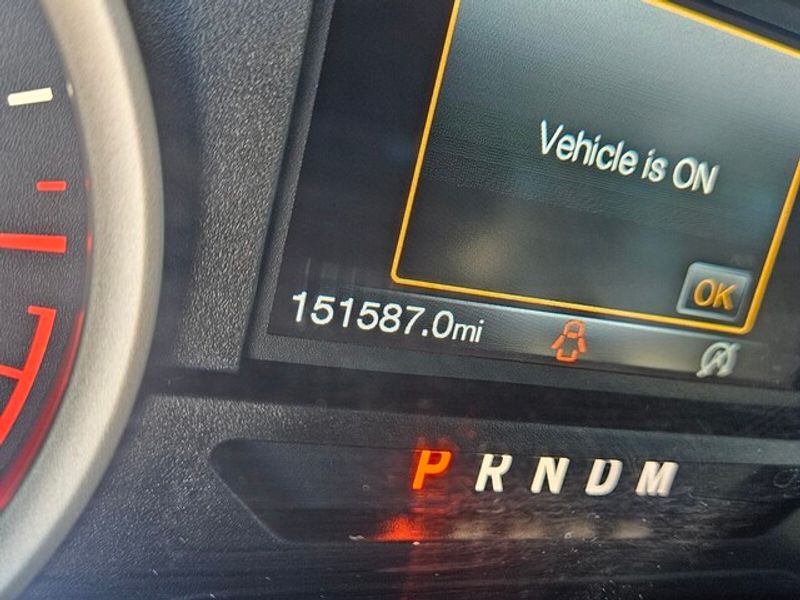 Vehicle is ON
OK
151587.0mi
P R N D M